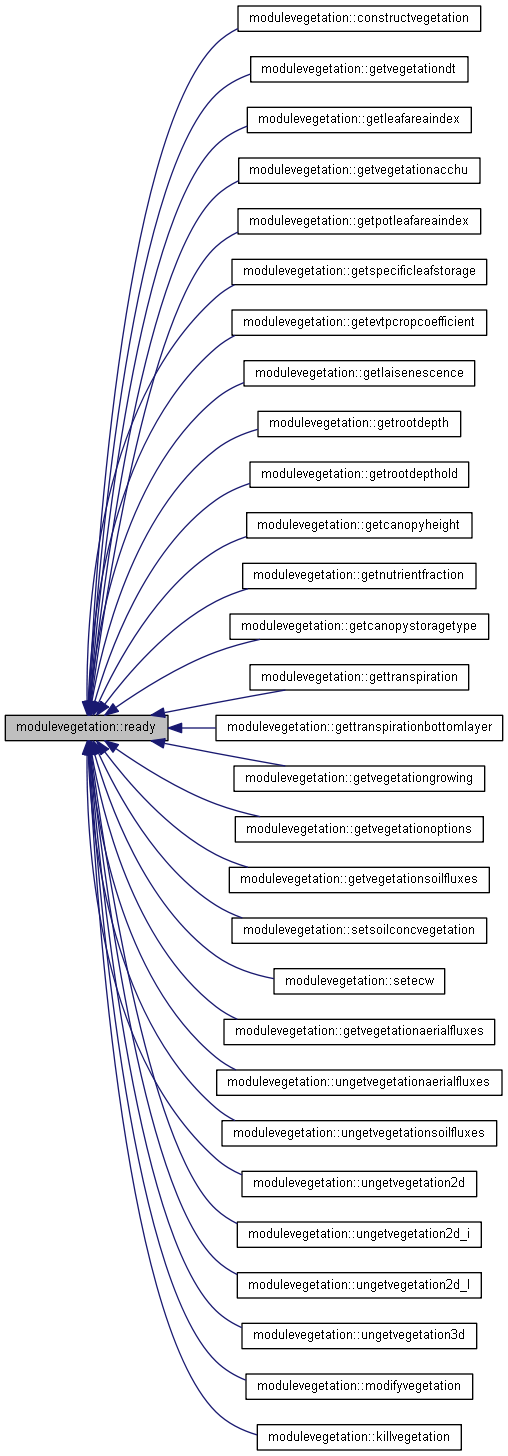 modulevegetation::constructvegetation
modulevegetation::getvegetationdt
modulevegetation::getleafareaindex
modulevegetation::getvegetationacchu
modulevegetation::getpotleafareaindex
modulevegetation::getspecificleafstorage
modulevegetation::getevtpcropcoefficient
modulevegetation::getlaisenescence
modulevegetation::getrootdepth
modulevegetation::getrootdepthold
modulevegetation::getcanopyheight
modulevegetation::getnutrientfraction
modulevegetation::getcanopystoragetype
modulevegetation::gettranspiration
modulevegetation::ready
modulevegetation::gettranspirationbottomlayer
modulevegetation::getvegetationgrowing
modulevegetation::getvegetationoptions
modulevegetation::getvegetationsoilfluxes
modulevegetation::setsoilconcvegetation
modulevegetation::setecw
modulevegetation::getvegetationaerialfluxes
modulevegetation::ungetvegetationaerialfluxes
modulevegetation::ungetvegetationsoilfluxes
modulevegetation::ungetvegetation2d
modulevegetation::ungetvegetation2d_i
modulevegetation::ungetvegetation2d_l
modulevegetation::ungetvegetation3d
modulevegetation::modifyvegetation
modulevegetation::killvegetation